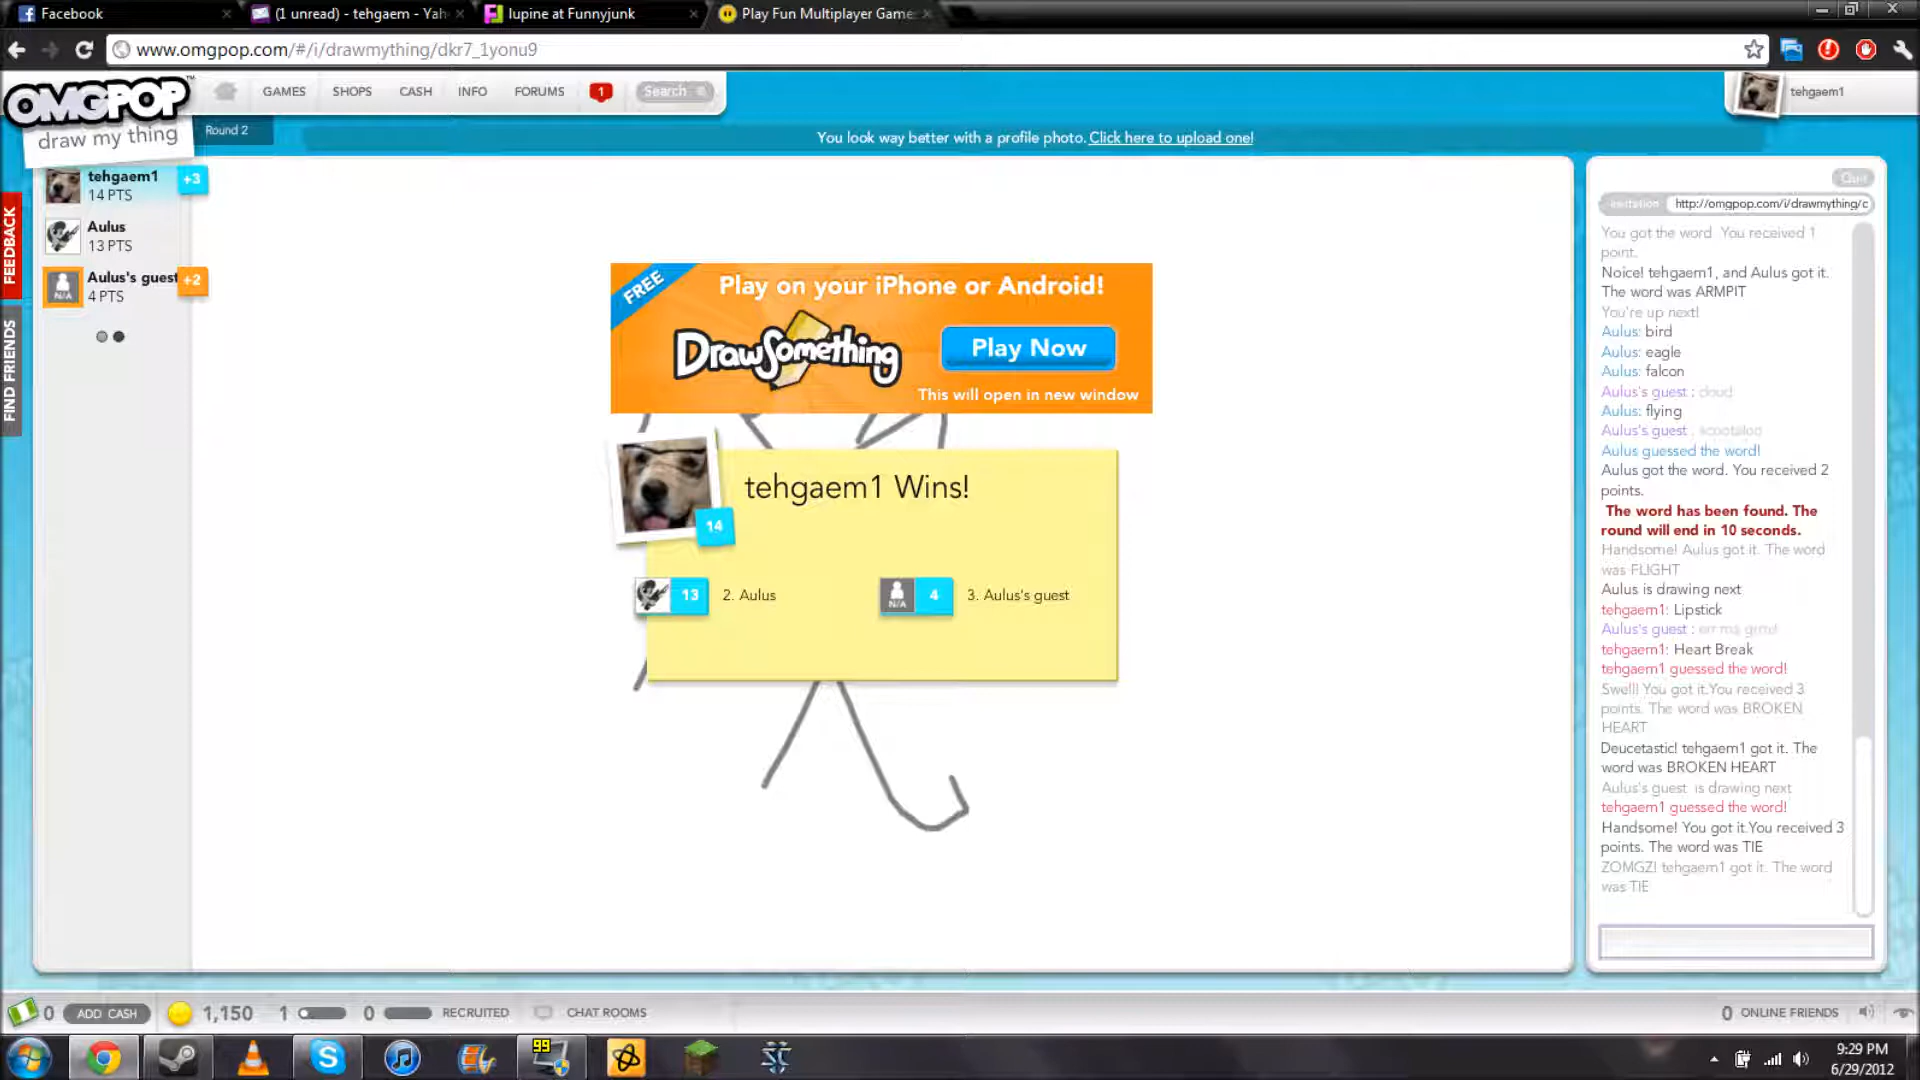 Facebook
(1 unread) - tehgaem - Yah
lupine at Funnyjunk
Play Fun Multiplayer Game
www.omgpop.com/#/i/drawmything/dkr7_1yonu9
OMGPOP
draw my thing
GAMES
SHOPS
CASH
INFO
FORUMS
1
Search
tehgaem1
Round 2
You look way better with a profile photo. Click here to upload one!
FEEDBACK
FIND FRIENDS
tehgaem1
14 PTS
+3
Aulus
13 PTS
Aulus's guest
4 PTS
+2
N/A
FREE
Play on your iPhone or Android!
DrawSomething
Play Now
This will open in new window
tehgaem1 Wins!
14
13
2. Aulus
N/A
4
3. Aulus's guest
Quit
invitation
http://omgpop.com/i/drawmything/c
You got the word. You received 1
point.
Noice! tehgaem1, and Aulus got it.
The word was ARMPIT
You're up next!
Aulus: bird
Aulus: eagle
Aulus: falcon
Aulus's guest : cloud
Aulus: flying
Aulus's guest : scootaloo
Aulus guessed the word!
Aulus got the word. You received 2
points.
The word has been found. The
round will end in 10 seconds.
Handsome! Aulus got it. The word
was FLIGHT
Aulus is drawing next
tehgaem1: Lipstick
Aulus's guest :
tehgaem1: Heart Break
tehgaem1 guessed the word!
Swell! You got it.You received 3
points. The word was BROKEN
HEART
Deucetastic! tehgaem1 got it. The
word was BROKEN HEART
Aulus's guest is drawing next
tehgaem1 guessed the word!
Handsome! You got it.You received 3
points. The word was TIE
ZOMGZ! tehgaem1 got it. The word
was TIE
0
ADD CASH
1,150
1
0
RECRUITED
CHAT ROOMS
0 ONLINE FRIENDS
99
9:29 PM
6/29/2012